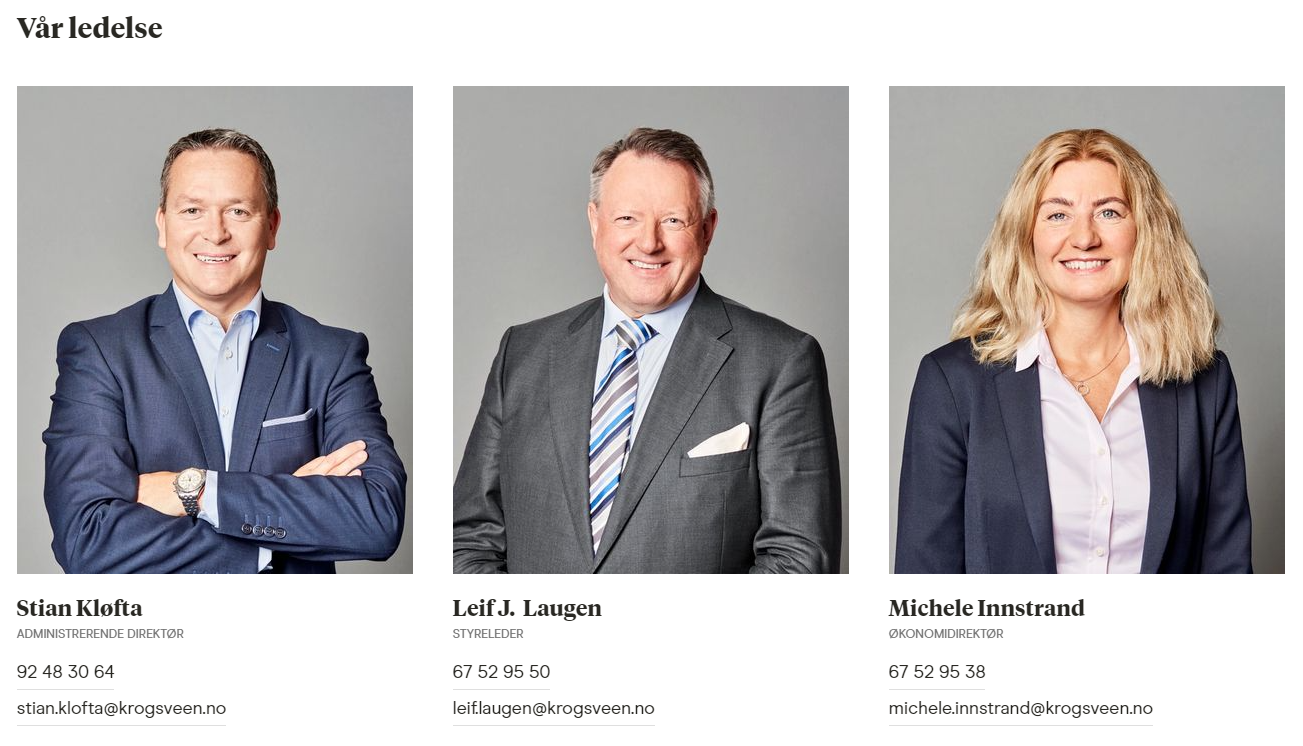 Vår ledelse
Stian Kløfta
ADMINISTRERENDE DIREKTØR
92 48 30 64
stian.klofta@krogsveen.no
Leif J. Laugen
STYRELEDER
67 52 95 50
leif.laugen@krogsveen.no
Michele Innstrand
ØKONOMIDIREKTØR
67 52 95 38
michele.innstrand@krogsveen.no